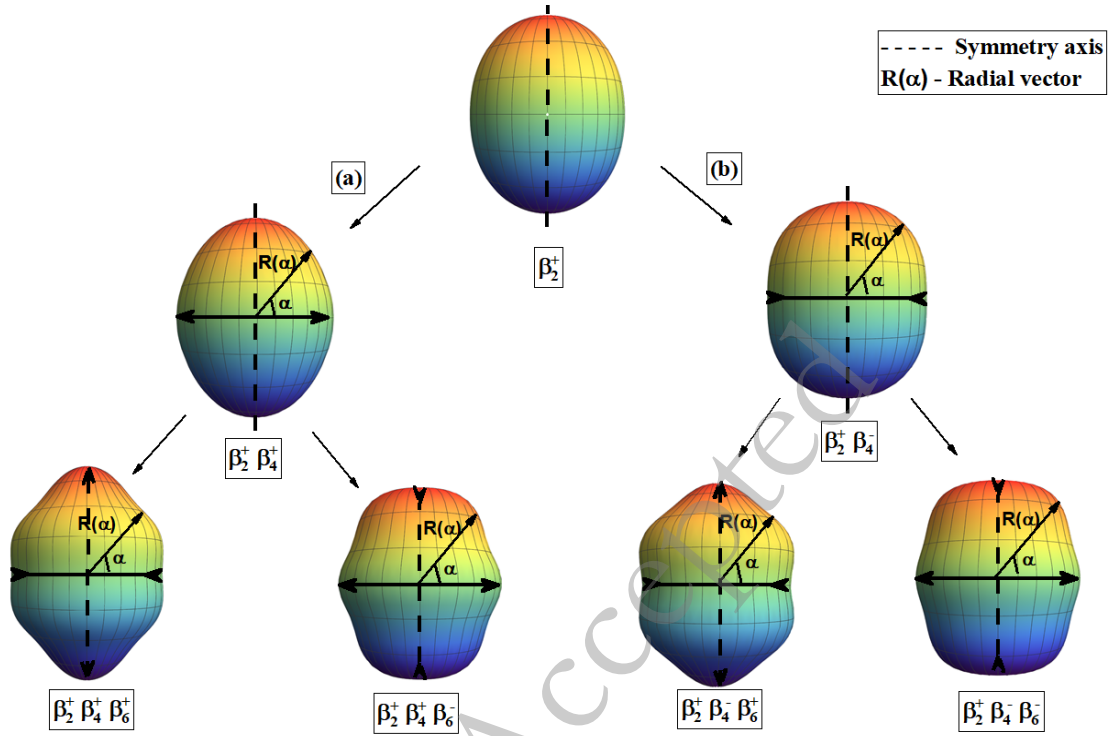 ----- Symmetry axis
R(α) - Radial vector
(a)
(b)
β₂⁺
R(α)
α
R(α)
α
β₂⁺ β₄⁺
β₂⁺ β₄⁻
R(α)
α
R(α)
α
R(α)
α
R(α)
α
β₂⁺ β₄⁺ β₆⁺
β₂⁺ β₄⁺ β₆⁻
β₂⁺ β₄⁻ β₆⁺
β₂⁺ β₄⁻ β₆⁻
Accepted